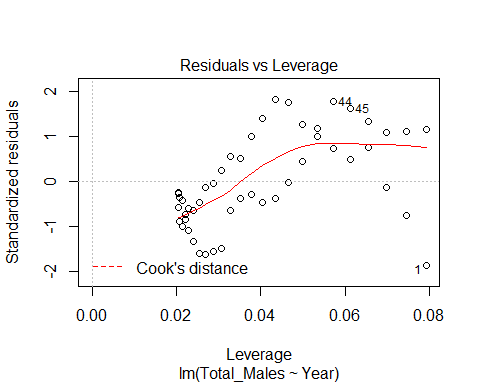 Residuals vs Leverage
Standardized residuals
2
1
0
-1
-2
44
45
1
Cook's distance
0.00 0.02 0.04 0.06 0.08
Leverage
lm(Total_Males ~ Year)